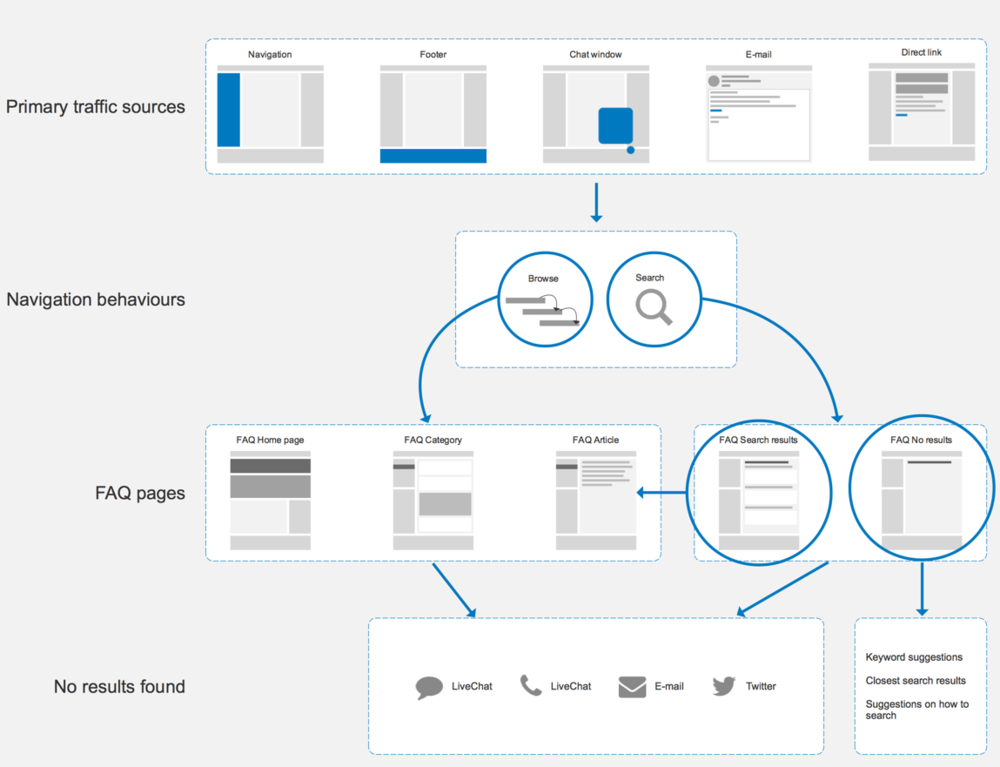 Primary traffic sources
Navigation
Footer
Chat window
E-mail
Direct link
Navigation behaviours
Browse
Search
FAQ pages
FAQ Home page
FAQ Category
FAQ Article
FAQ Search results
FAQ No results
No results found
LiveChat
LiveChat
E-mail
Twitter
Keyword suggestions
Closest search results
Suggestions on how to
search